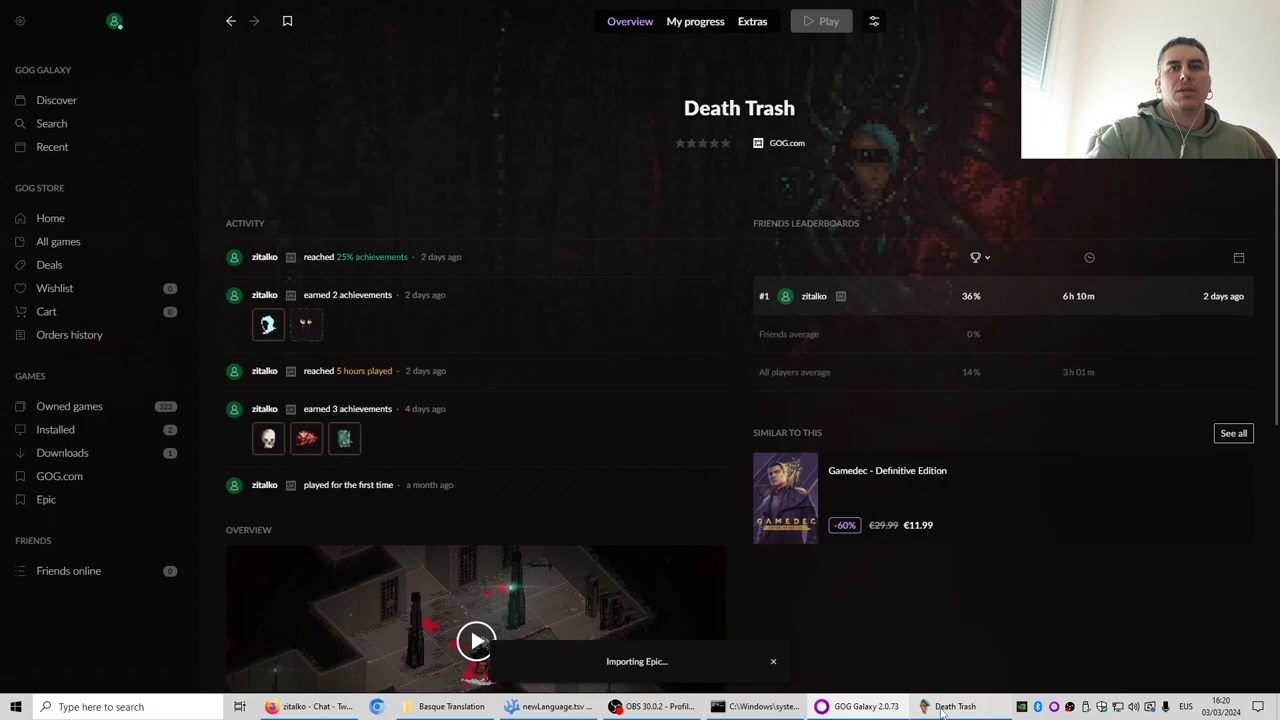 Overview
My progress
Extras
Play
GOG GALAXY
Discover
Search
Recent
GOG STORE
Home
All games
Deals
Wishlist 0
Cart 0
Orders history
GAMES
Owned games 323
Installed 2
Downloads 1
GOG.com
Epic
FRIENDS
Friends online 0
Death Trash
GOG.com
ACTIVITY
zitalko reached 25% achievements · 2 days ago
zitalko earned 2 achievements · 2 days ago
zitalko reached 5 hours played · 2 days ago
zitalko earned 3 achievements · 4 days ago
zitalko played for the first time · a month ago
OVERVIEW
FRIENDS LEADERBOARDS
#1 zitalko 36% 6 h 10 m 2 days ago
Friends average 0%
All players average 14% 3 h 01 m
SIMILAR TO THIS
See all
Gamedec - Definitive Edition
GAMEDEC
-60% €29.99 €11.99
Importing Epic...
Type here to search
zitalko - Chat - Tw...
Basque Translation
newLanguage.tsv ...
OBS 30.0.2 - Profil...
C:\Windows\syste...
GOG Galaxy 2.0.73
Death Trash
EUS
16:20
03/03/2024